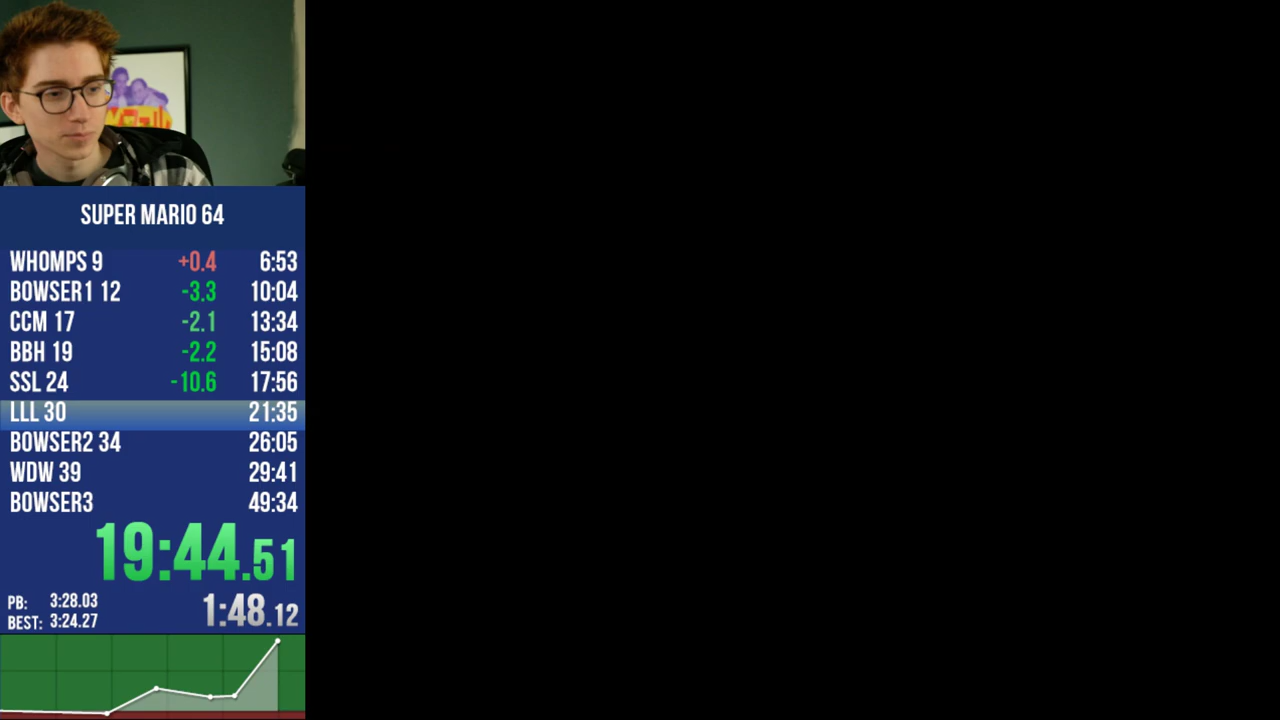 SUPER MARIO 64
WHOMPS 9 +0.4 6:53
BOWSER1 12 -3.3 10:04
CCM 17 -2.1 13:34
BBH 19 -2.2 15:08
SSL 24 -10.6 17:56
LLL 30 21:35
BOWSER2 34 26:05
WDW 39 29:41
BOWSER3 49:34
19:44.51
PB: 3:28.03
BEST: 3:24.27
1:48.12